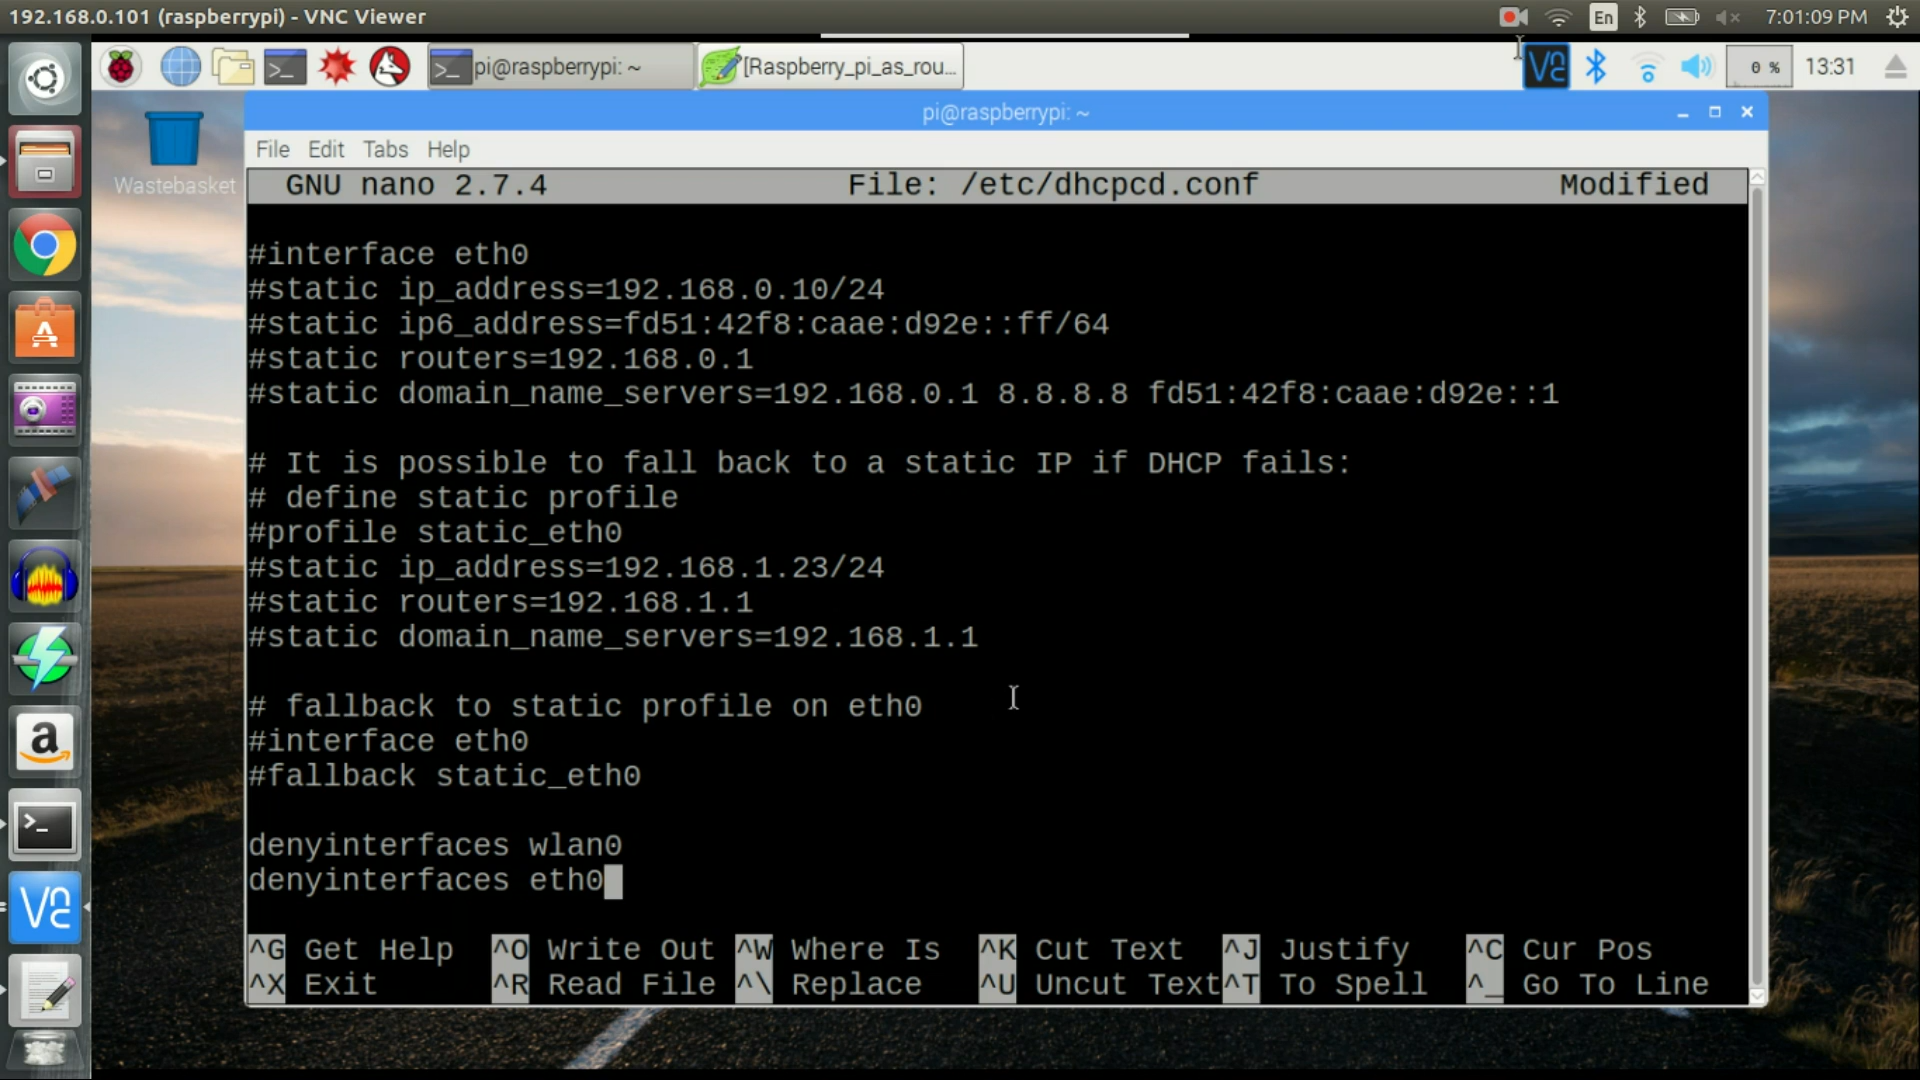 192.168.0.101 (raspberrypi) - VNC Viewer
En
7:01:09 PM
pi@raspberrypi: ~
[Raspberry_pi_as_rou...
0 %
13:31
Wastebasket
pi@raspberrypi: ~
File Edit Tabs Help
GNU nano 2.7.4 File: /etc/dhcpcd.conf Modified
#interface eth0
#static ip_address=192.168.0.10/24
#static ip6_address=fd51:42f8:caae:d92e::ff/64
#static routers=192.168.0.1
#static domain_name_servers=192.168.0.1 8.8.8.8 fd51:42f8:caae:d92e::1
# It is possible to fall back to a static IP if DHCP fails:
# define static profile
#profile static_eth0
#static ip_address=192.168.1.23/24
#static routers=192.168.1.1
#static domain_name_servers=192.168.1.1
# fallback to static profile on eth0
#interface eth0
#fallback static_eth0
denyinterfaces wlan0
denyinterfaces eth0
^G Get Help ^O Write Out ^W Where Is ^K Cut Text ^J Justify ^C Cur Pos
^X Exit ^R Read File ^\ Replace ^U Uncut Text ^T To Spell ^_ Go To Line